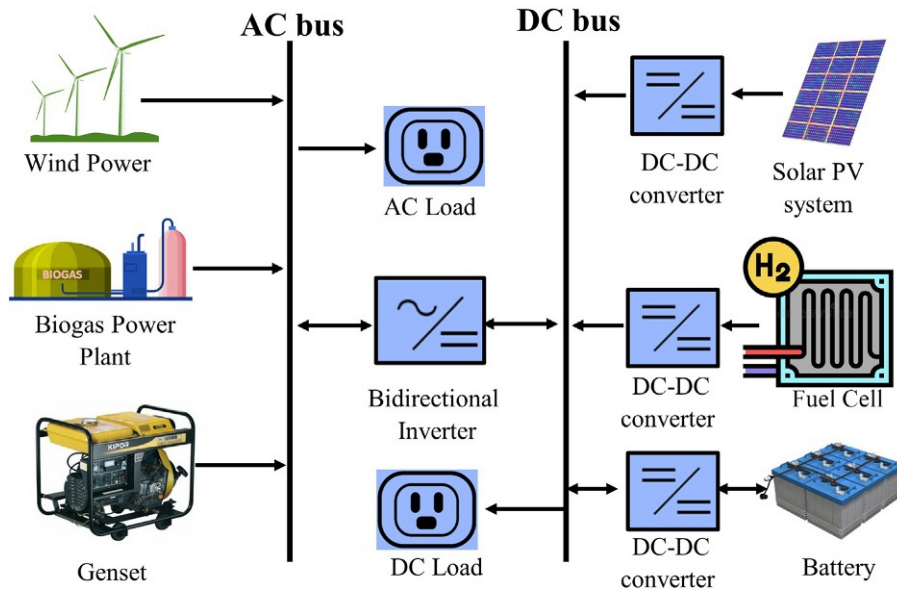 AC bus
DC bus
Wind Power
AC Load
DC-DC
converter
Solar PV
system
BIOGAS
Biogas Power
Plant
Bidirectional
Inverter
H2
DC-DC
converter
Fuel Cell
KIPOR
Genset
DC Load
DC-DC
converter
Battery